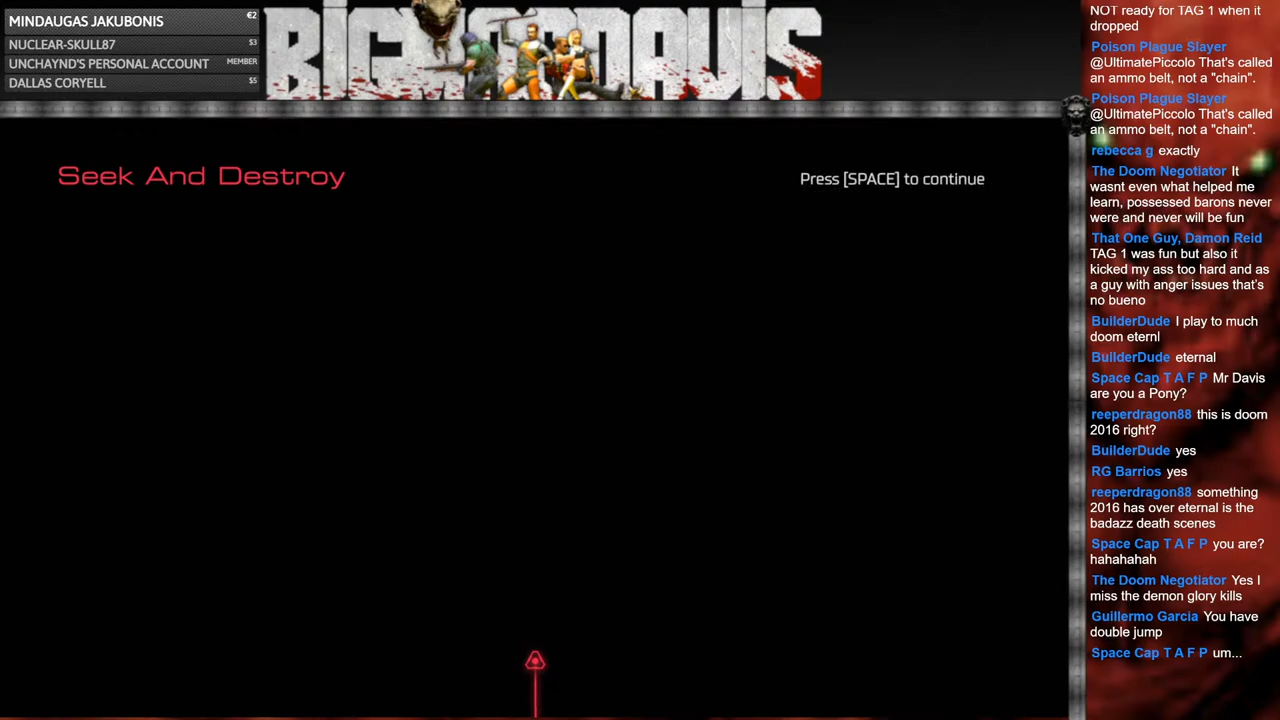 MINDAUGAS JAKUBONIS €2
NUCLEAR-SKULL87 $3
UNCHAYND'S PERSONAL ACCOUNT MEMBER
DALLAS CORYELL $5
Seek And Destroy
Press [SPACE] to continue
NOT ready for TAG 1 when it
dropped
Poison Plague Slayer
@UltimatePiccolo That's called
an ammo belt, not a "chain".
Poison Plague Slayer
@UltimatePiccolo That's called
an ammo belt, not a "chain".
rebecca g exactly
The Doom Negotiator It
wasnt even what helped me
learn, possessed barons never
were and never will be fun
That One Guy, Damon Reid
TAG 1 was fun but also it
kicked my ass too hard and as
a guy with anger issues that's
no bueno
BuilderDude I play to much
doom eternl
BuilderDude eternal
Space Cap T A F P Mr Davis
are you a Pony?
reeperdragon88 this is doom
2016 right?
BuilderDude yes
RG Barrios yes
reeperdragon88 something
2016 has over eternal is the
badazz death scenes
Space Cap T A F P you are?
hahahahah
The Doom Negotiator Yes I
miss the demon glory kills
Guillermo Garcia You have
double jump
Space Cap T A F P um...